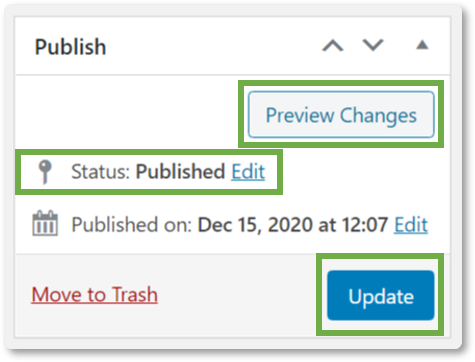 Publish
Preview Changes
Status: Published Edit
Published on: Dec 15, 2020 at 12:07 Edit
Move to Trash
Update